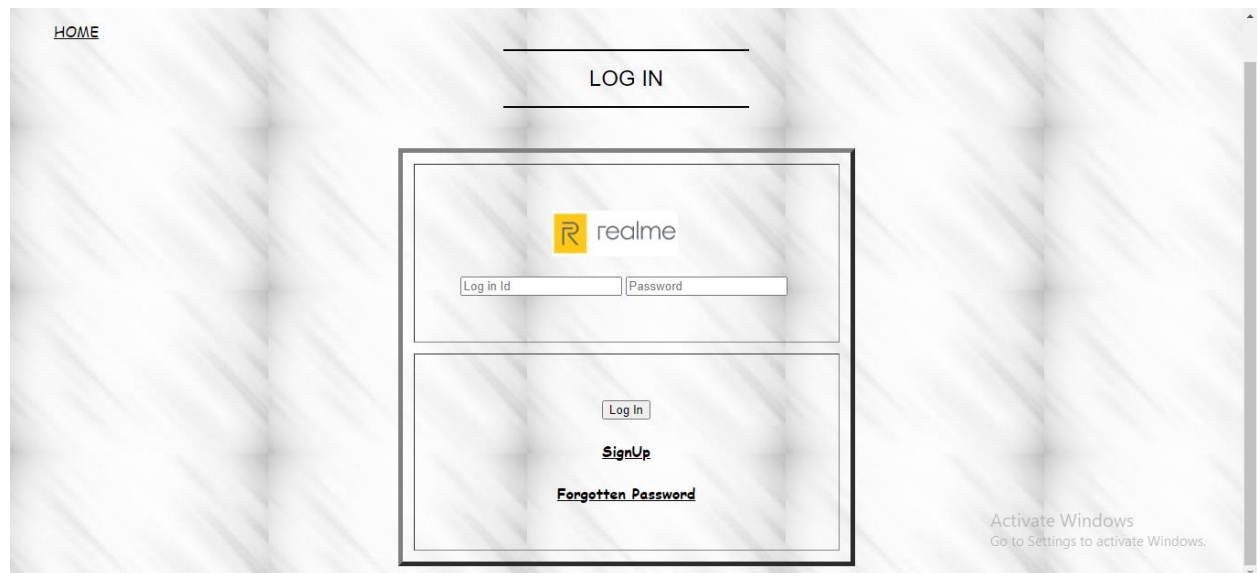 HOME
LOG IN
R realme
Log in Id Password
Log In
SignUp
Forgotten Password
Activate Windows
Go to Settings to activate Windows.